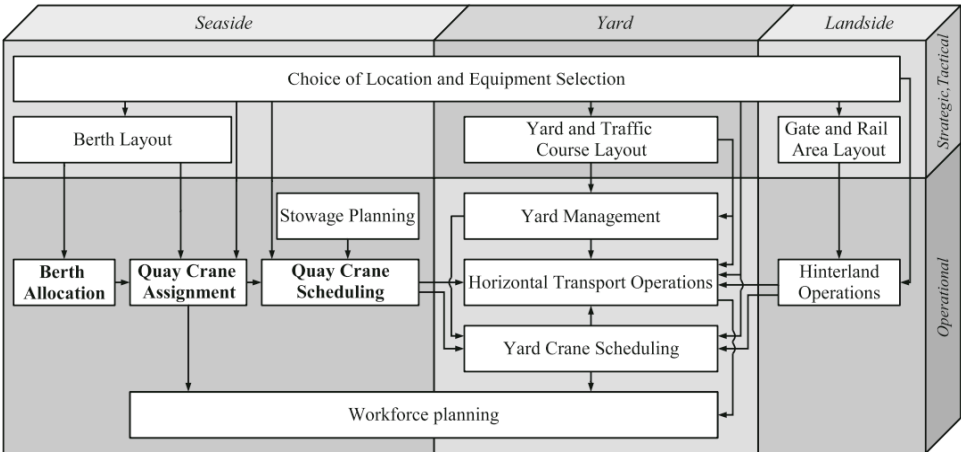 Seaside
Yard
Landside
Choice of Location and Equipment Selection
Strategic,Tactical
Berth Layout
Yard and Traffic
Course Layout
Gate and Rail
Area Layout
Stowage Planning
Yard Management
Berth
Allocation
Quay Crane
Assignment
Quay Crane
Scheduling
Horizontal Transport Operations
Hinterland
Operations
Operational
Yard Crane Scheduling
Workforce planning